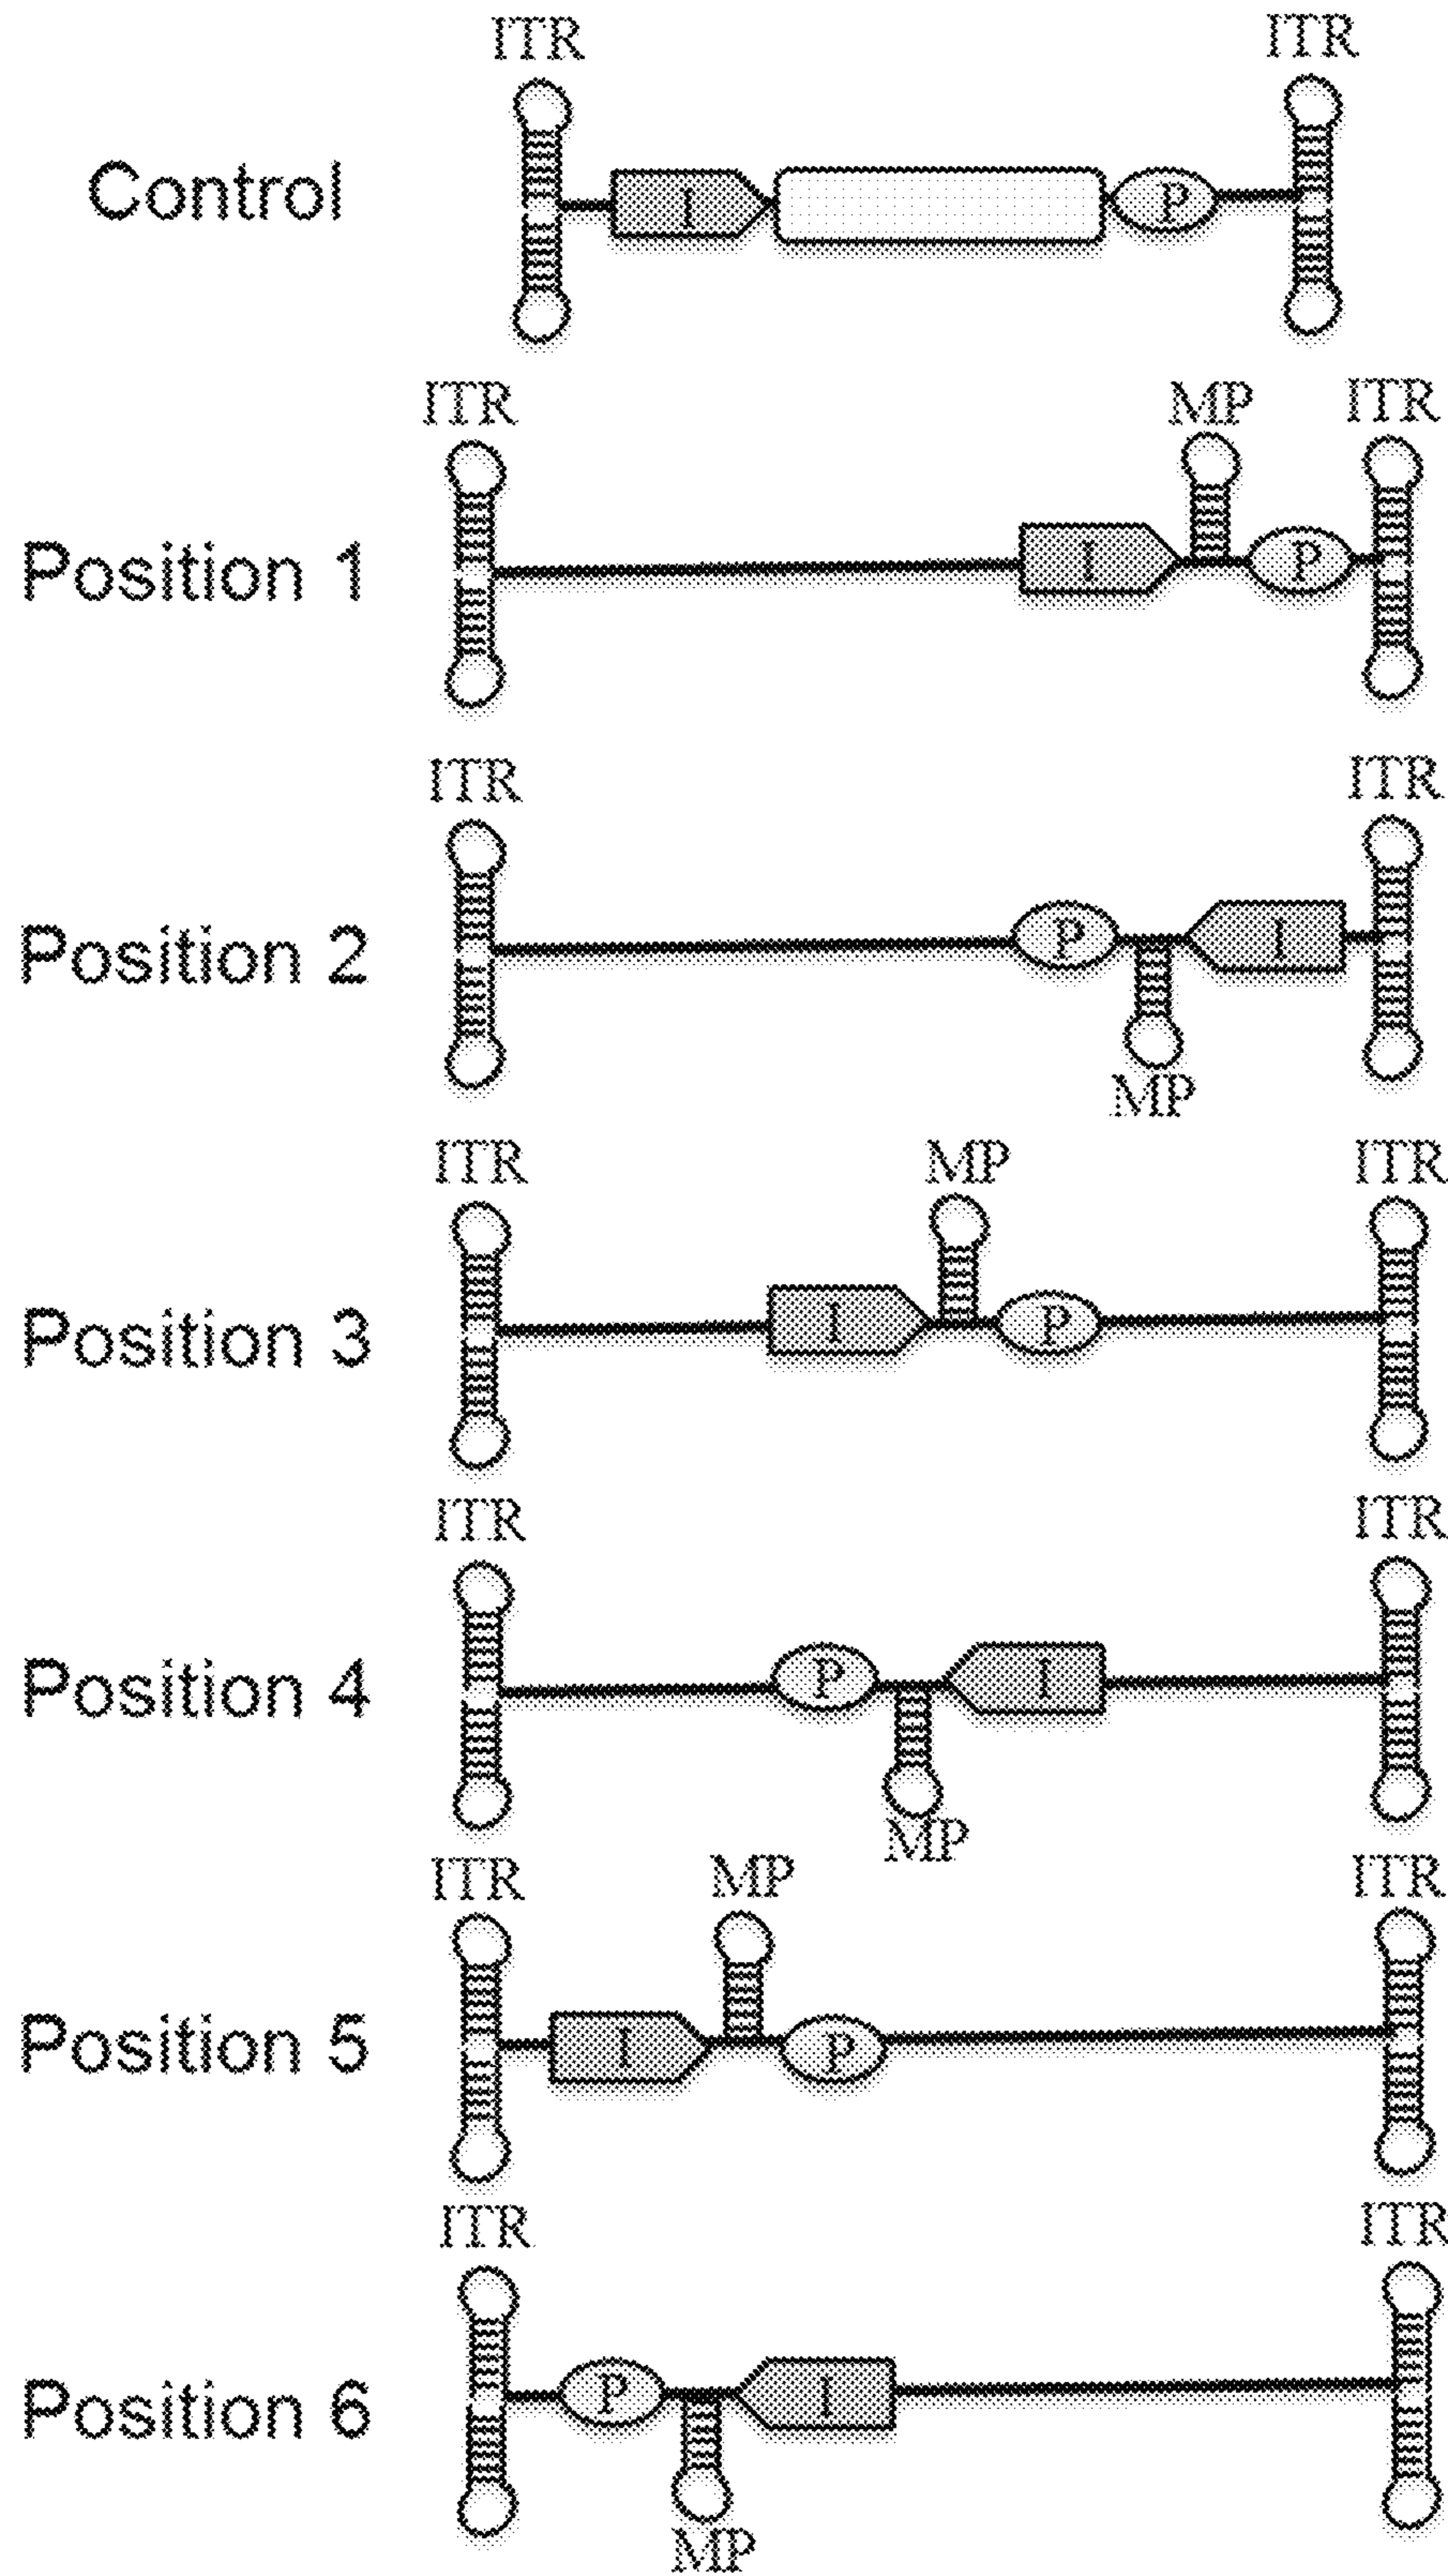 ITR ITR
Control I P
ITR MP ITR
Position 1 I P
ITR ITR
Position 2 P I
MP
ITR MP ITR
Position 3 I P
ITR ITR
Position 4 P I
MP
ITR MP ITR
Position 5 I P
ITR ITR
Position 6 P I
MP